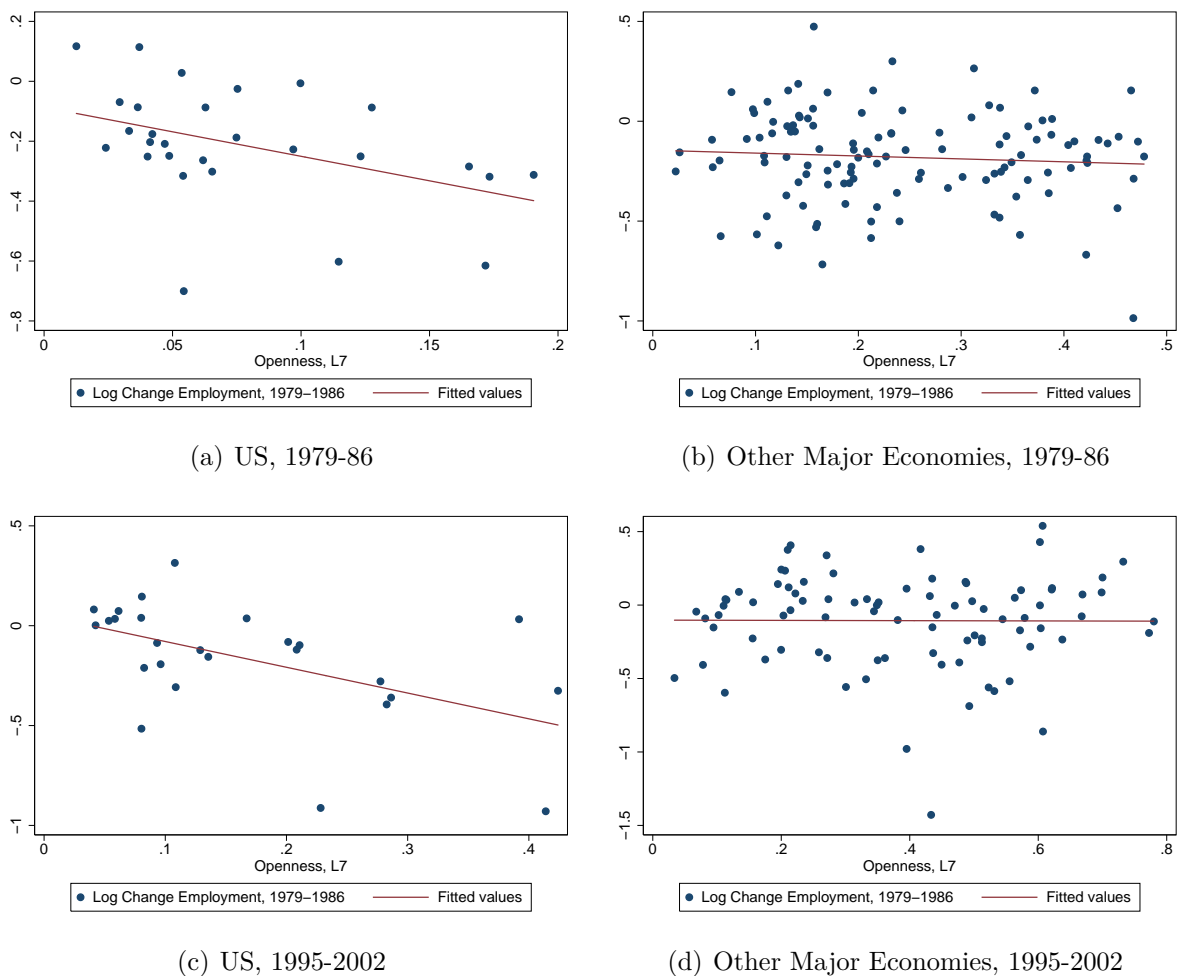 .2
0
−.2
−.4
−.6
−.8
0 .05 .1 .15 .2
Openness, L7
Log Change Employment, 1979−1986 Fitted values
(a) US, 1979-86
.5
0
−.5
−1
0 .1 .2 .3 .4 .5
Openness, L7
Log Change Employment, 1979−1986 Fitted values
(b) Other Major Economies, 1979-86
.5
0
−.5
−1
0 .1 .2 .3 .4
Openness, L7
Log Change Employment, 1979−1986 Fitted values
(c) US, 1995-2002
.5
0
−.5
−1
−1.5
0 .2 .4 .6 .8
Openness, L7
Log Change Employment, 1979−1986 Fitted values
(d) Other Major Economies, 1995-2002